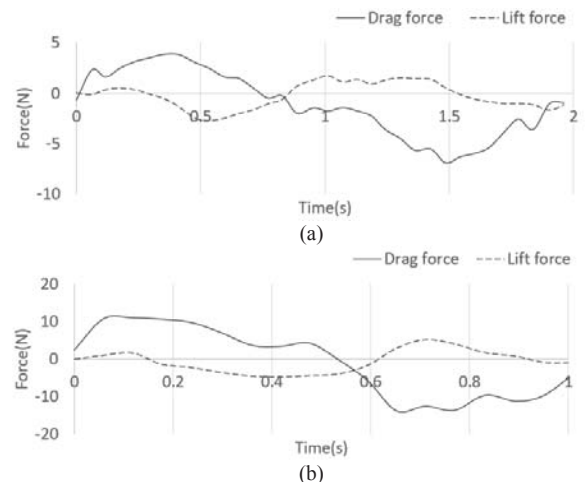 Drag force Lift force
5
0
-5
-10
Force(N)
0 0.5 1 1.5 2
Time(s)
(a)
Drag force Lift force
20
10
0
-10
-20
Force(N)
0 0.2 0.4 0.6 0.8 1
Time(s)
(b)